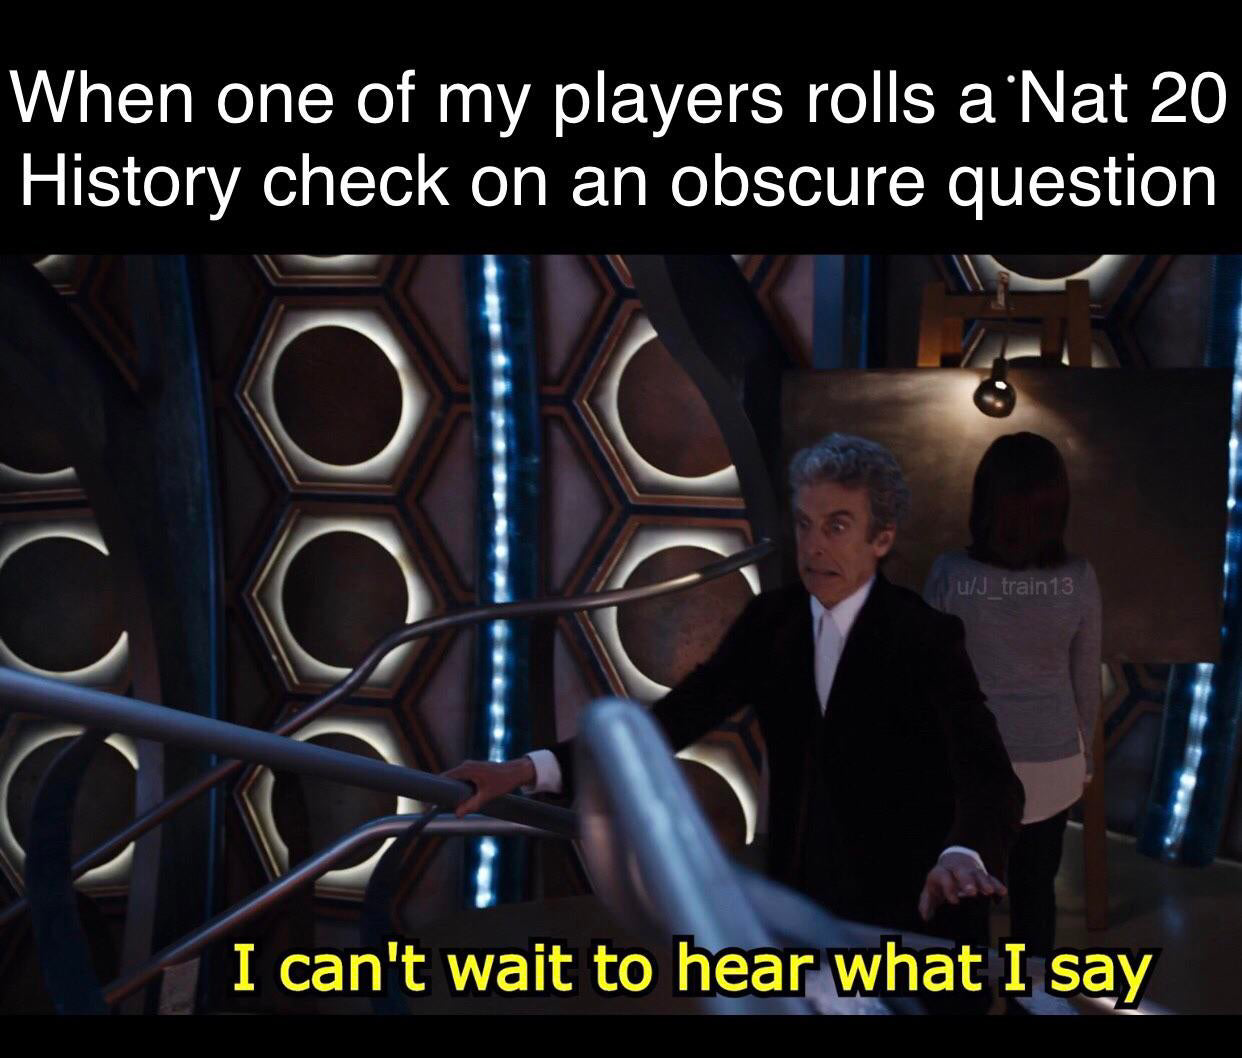 When one of my players rolls a Nat 20
History check on an obscure question
u/J_train13
I can't wait to hear what I say